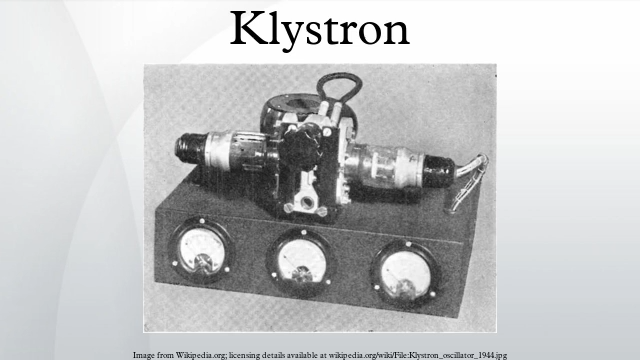 Klystron
Image from Wikipedia.org; licensing details available at wikipedia.org/wiki/File:Klystron_oscillator_1944.jpg